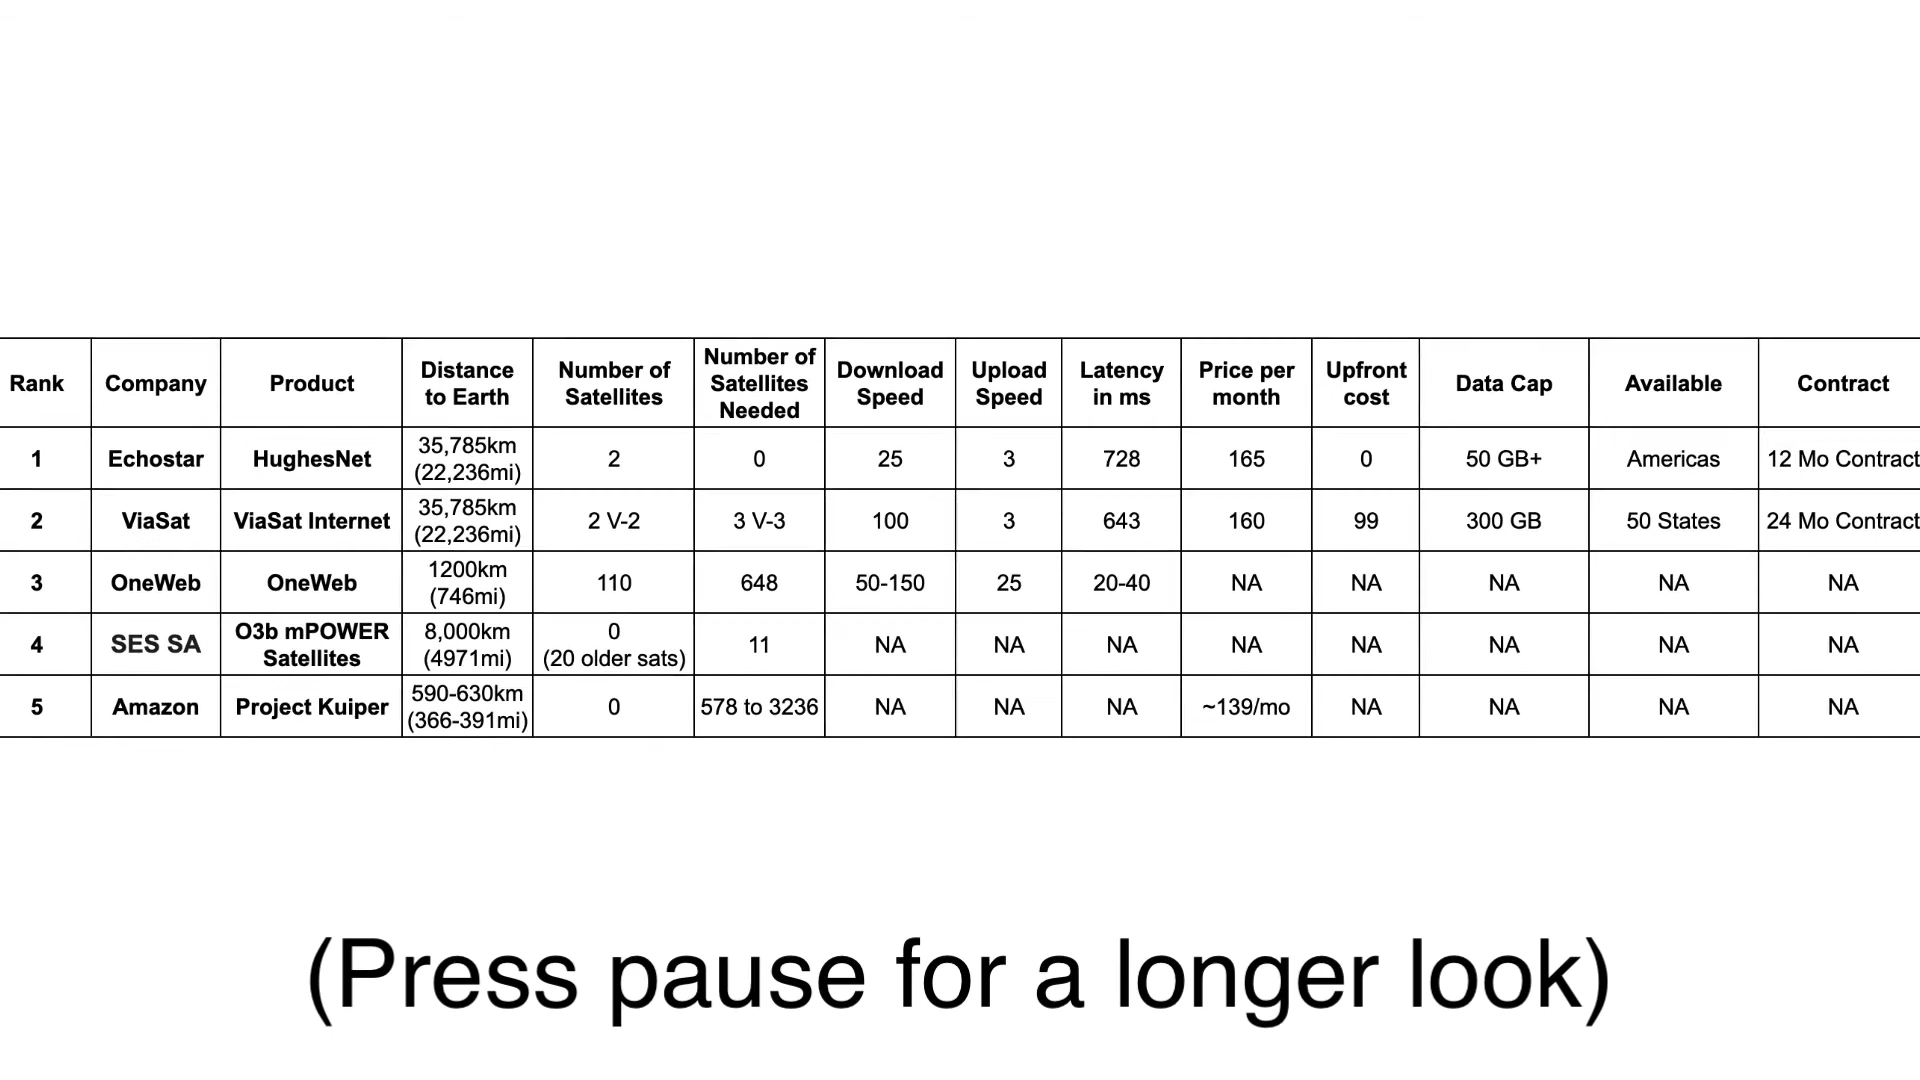 Rank Company Product Distance to Earth Number of Satellites Number of Satellites Needed Download Speed Upload Speed Latency in ms Price per month Upfront cost Data Cap Available Contract
1 Echostar HughesNet 35,785km (22,236mi) 2 0 25 3 728 165 0 50 GB+ Americas 12 Mo Contract
2 ViaSat ViaSat Internet 35,785km (22,236mi) 2 V-2 3 V-3 100 3 643 160 99 300 GB 50 States 24 Mo Contract
3 OneWeb OneWeb 1200km (746mi) 110 648 50-150 25 20-40 NA NA NA NA NA
4 SES SA O3b mPOWER Satellites 8,000km (4971mi) 0 (20 older sats) 11 NA NA NA NA NA NA NA NA
5 Amazon Project Kuiper 590-630km (366-391mi) 0 578 to 3236 NA NA NA ~139/mo NA NA NA NA
(Press pause for a longer look)